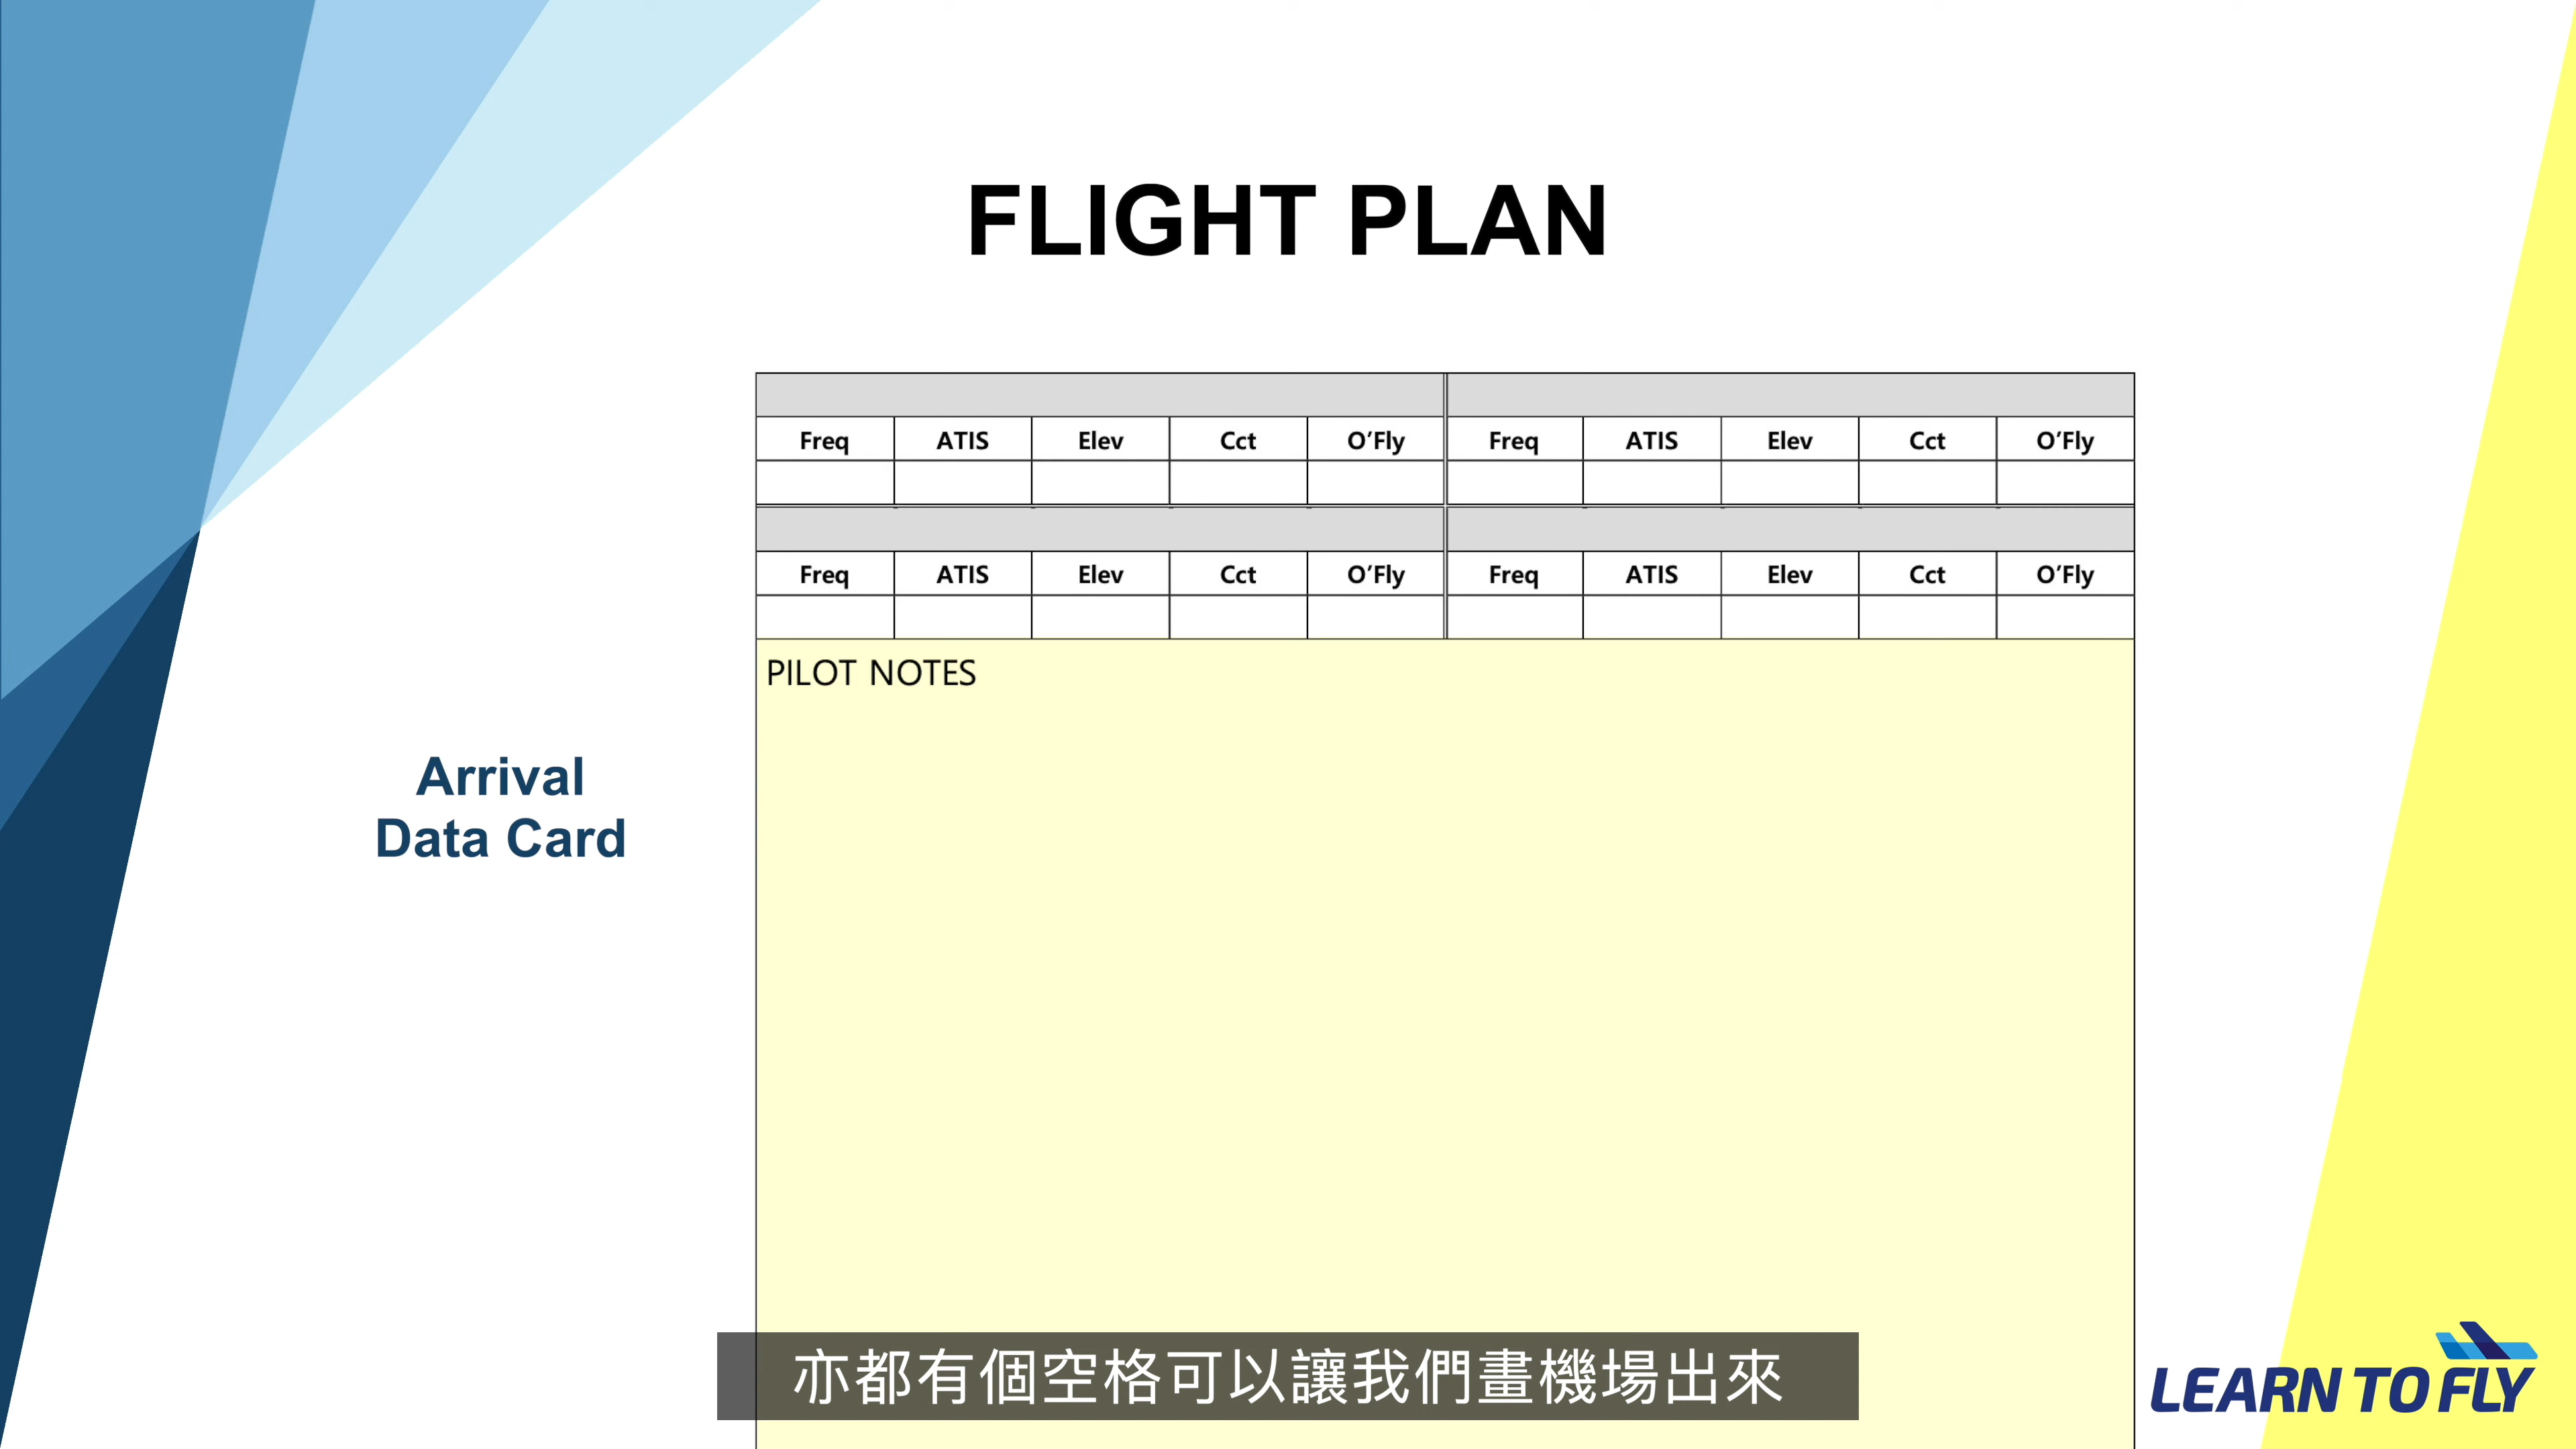 FLIGHT PLAN
Freq ATIS Elev Cct O'Fly Freq ATIS Elev Cct O'Fly
Freq ATIS Elev Cct O'Fly Freq ATIS Elev Cct O'Fly
PILOT NOTES
Arrival
Data Card
亦都有個空格可以讓我們畫機場出來
LEARN TO FLY